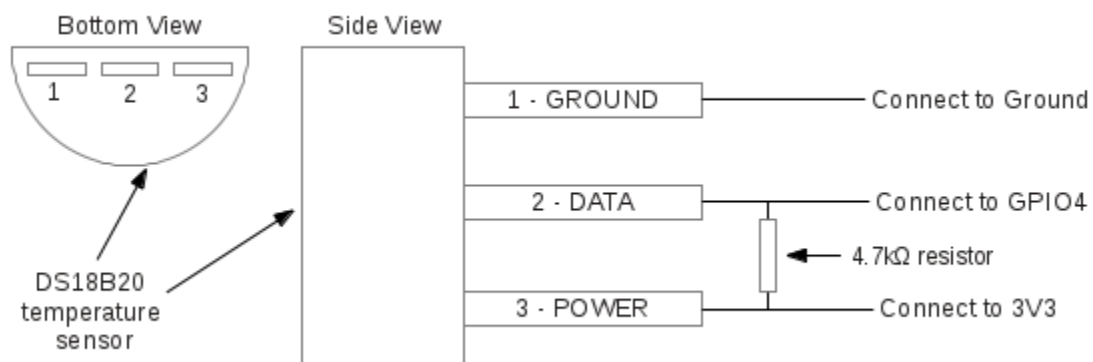 Bottom View
Side View
1
2
3
1 - GROUND
Connect to Ground
2 - DATA
Connect to GPIO4
4.7kΩ resistor
DS18B20
temperature
sensor
3 - POWER
Connect to 3V3